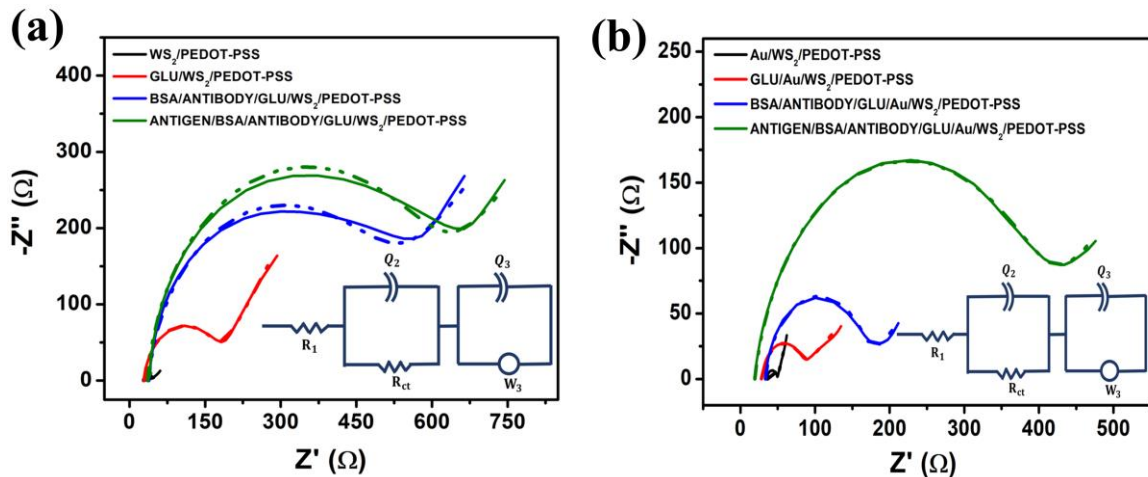 (a)
WS₂/PEDOT-PSS
GLU/WS₂/PEDOT-PSS
BSA/ANTIBODY/GLU/WS₂/PEDOT-PSS
ANTIGEN/BSA/ANTIBODY/GLU/WS₂/PEDOT-PSS
400
300
200
100
0
-Z'' (Ω)
Q₂
Q₃
R₁
R_ct
W₃
0 150 300 450 600 750
Z' (Ω)
(b)
Au/WS₂/PEDOT-PSS
GLU/Au/WS₂/PEDOT-PSS
BSA/ANTIBODY/GLU/Au/WS₂/PEDOT-PSS
ANTIGEN/BSA/ANTIBODY/GLU/Au/WS₂/PEDOT-PSS
250
200
150
100
50
0
-Z'' (Ω)
Q₂
Q₃
R₁
R_ct
W₃
0 100 200 300 400 500
Z' (Ω)